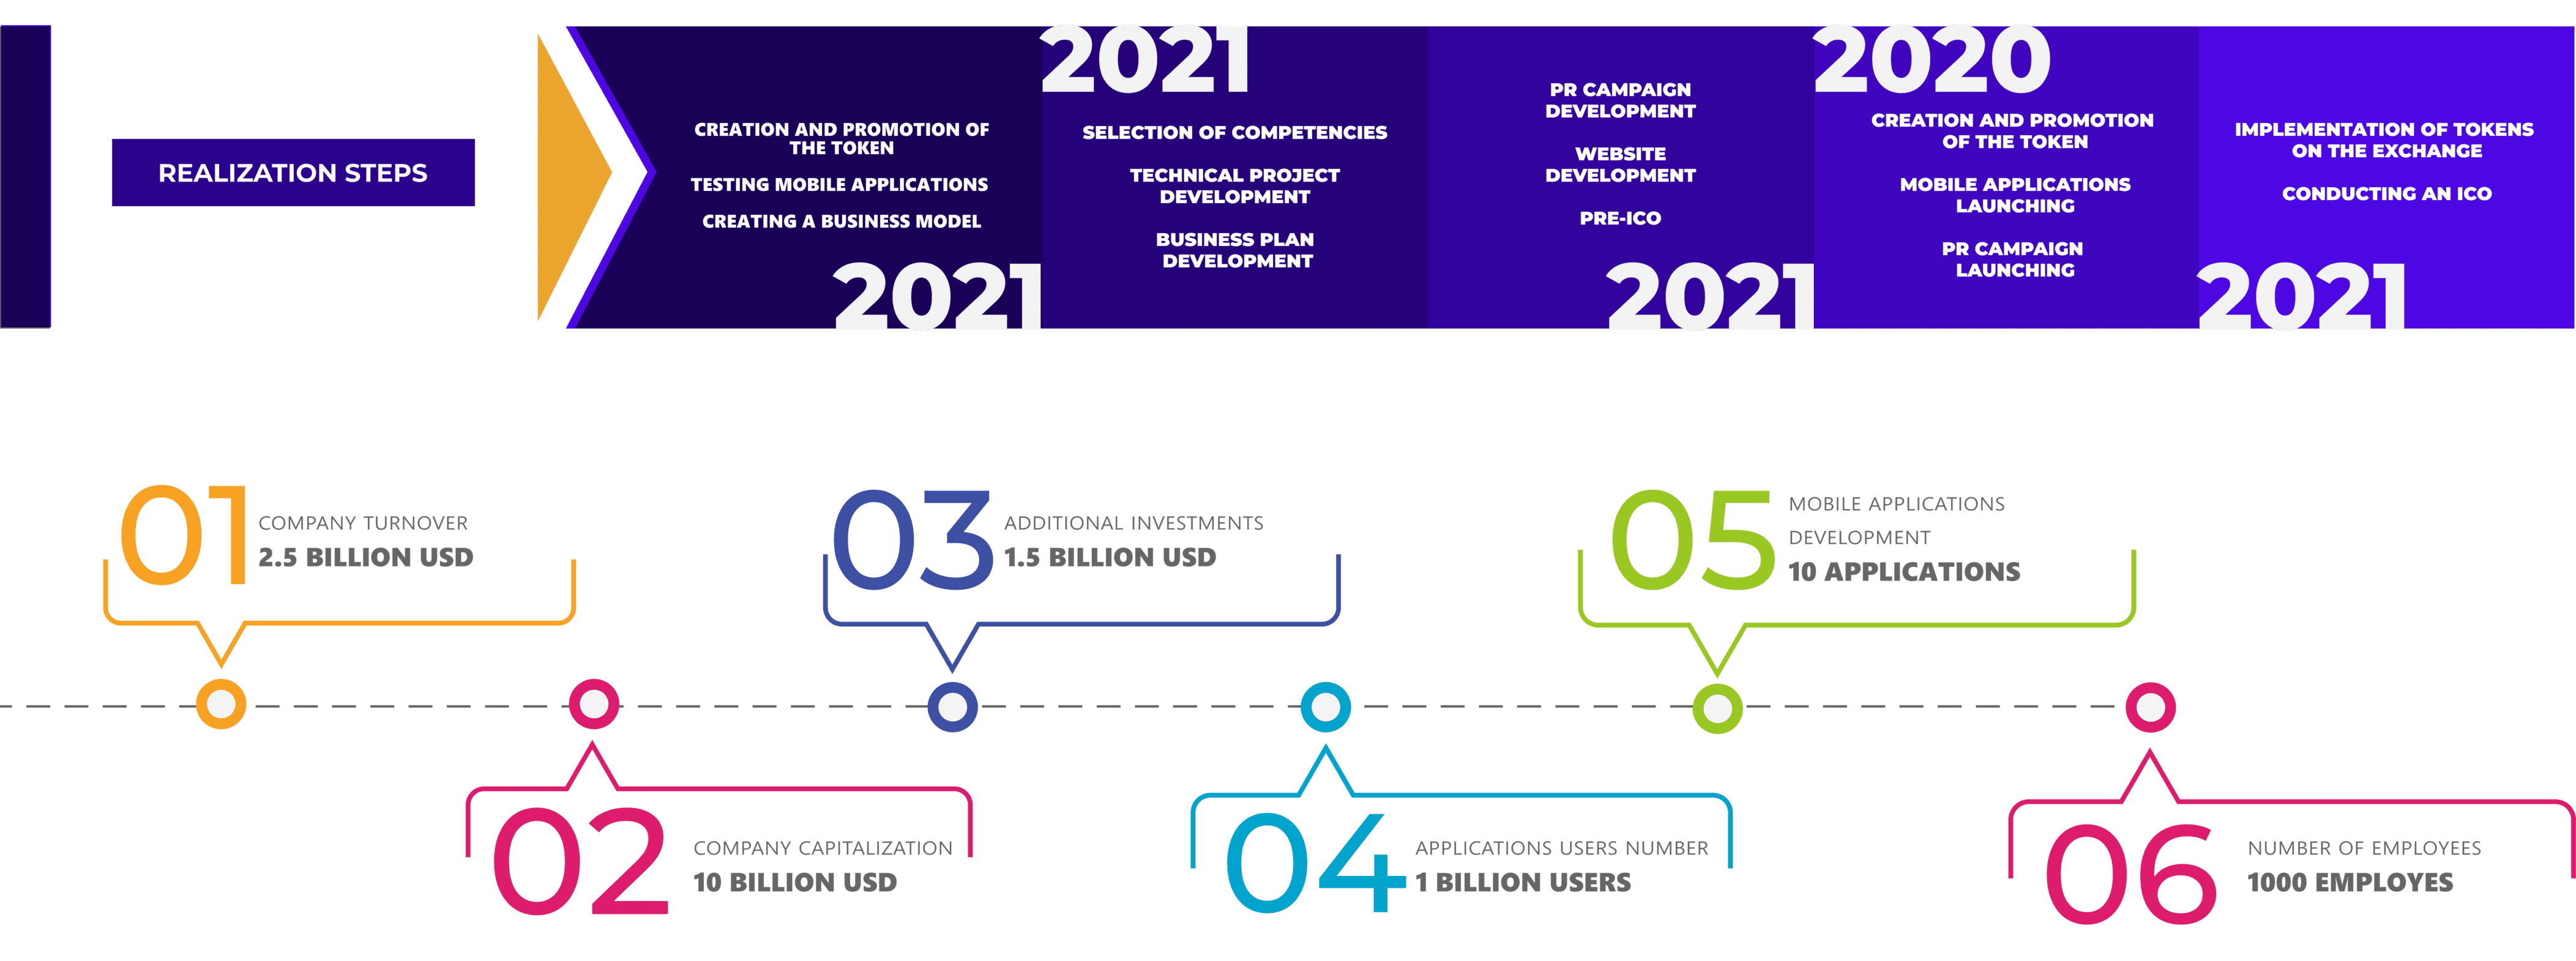 REALIZATION STEPS
CREATION AND PROMOTION OF
THE TOKEN
TESTING MOBILE APPLICATIONS
CREATING A BUSINESS MODEL
2021
2021
SELECTION OF COMPETENCIES
TECHNICAL PROJECT
DEVELOPMENT
BUSINESS PLAN
DEVELOPMENT
PR CAMPAIGN
DEVELOPMENT
WEBSITE
DEVELOPMENT
PRE-ICO
2021
2020
CREATION AND PROMOTION
OF THE TOKEN
MOBILE APPLICATIONS
LAUNCHING
PR CAMPAIGN
LAUNCHING
IMPLEMENTATION OF TOKENS
ON THE EXCHANGE
CONDUCTING AN ICO
2021
01
COMPANY TURNOVER
2.5 BILLION USD
02
COMPANY CAPITALIZATION
10 BILLION USD
03
ADDITIONAL INVESTMENTS
1.5 BILLION USD
04
APPLICATIONS USERS NUMBER
1 BILLION USERS
05
MOBILE APPLICATIONS
DEVELOPMENT
10 APPLICATIONS
06
NUMBER OF EMPLOYEES
1000 EMPLOYES